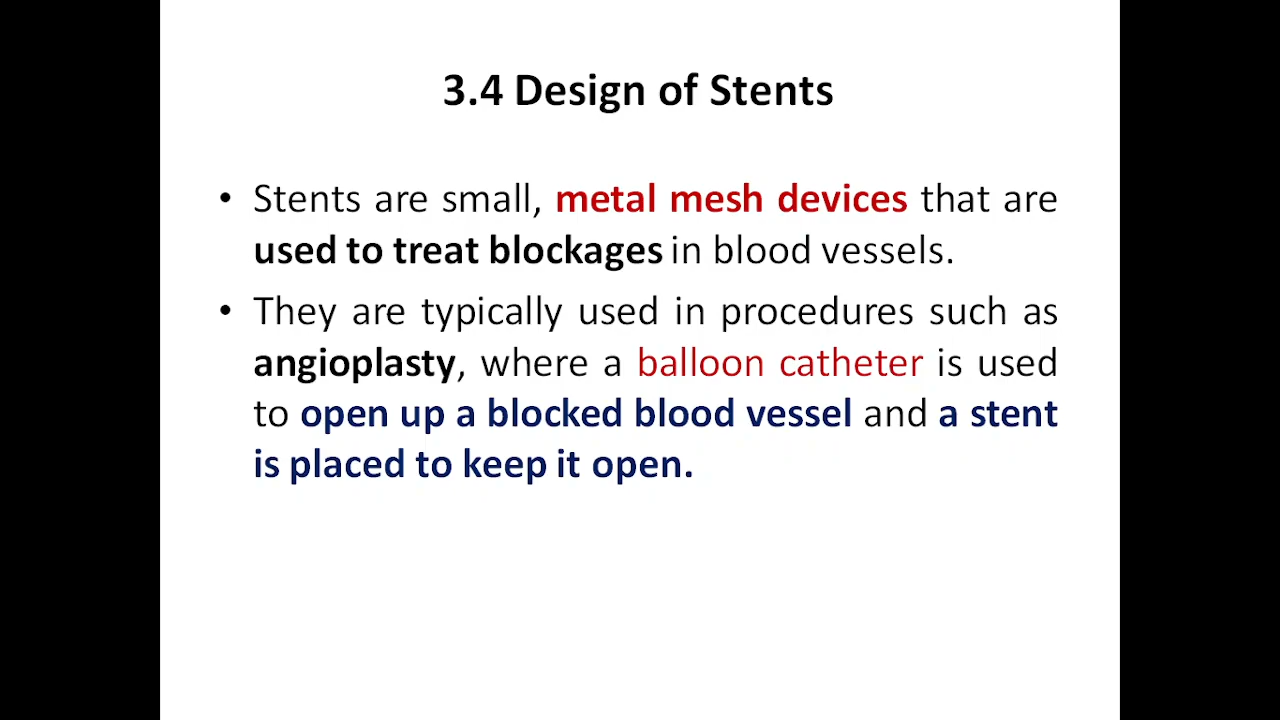 3.4 Design of Stents
• Stents are small, metal mesh devices that are
used to treat blockages in blood vessels.
• They are typically used in procedures such as
angioplasty, where a balloon catheter is used
to open up a blocked blood vessel and a stent
is placed to keep it open.